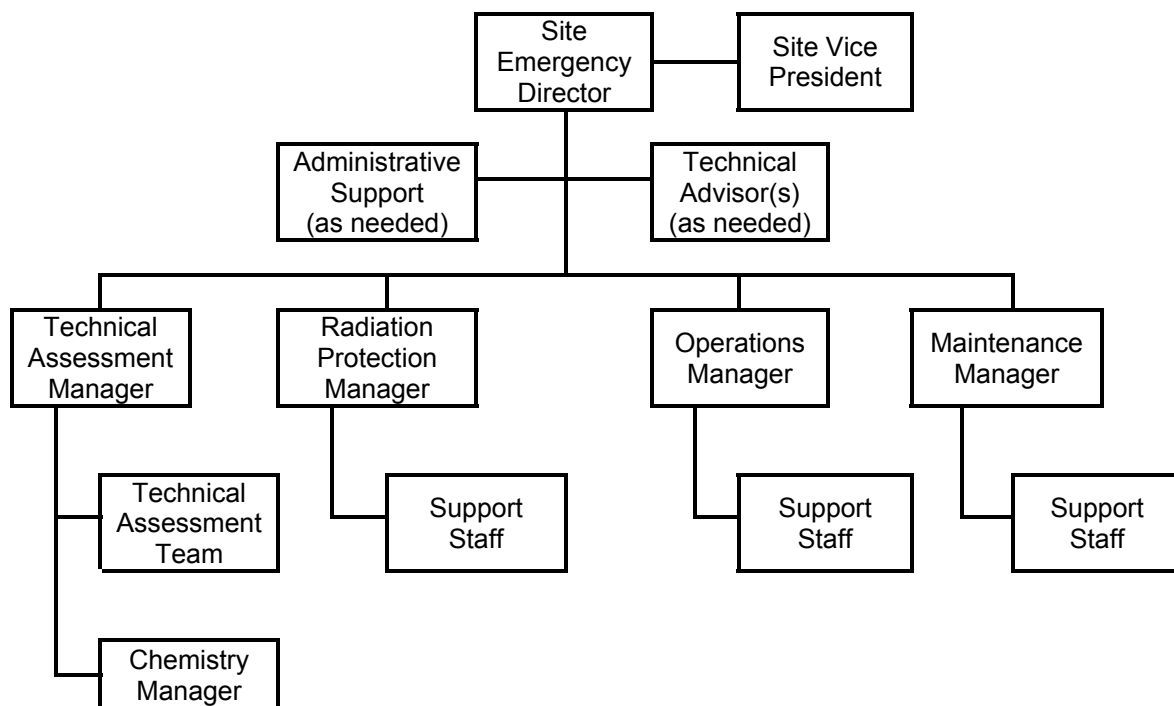 Site
Emergency
Director
Site Vice
President
Administrative
Support
(as needed)
Technical
Advisor(s)
(as needed)
Technical
Assessment
Manager
Radiation
Protection
Manager
Operations
Manager
Maintenance
Manager
Technical
Assessment
Team
Support
Staff
Support
Staff
Support
Staff
Chemistry
Manager